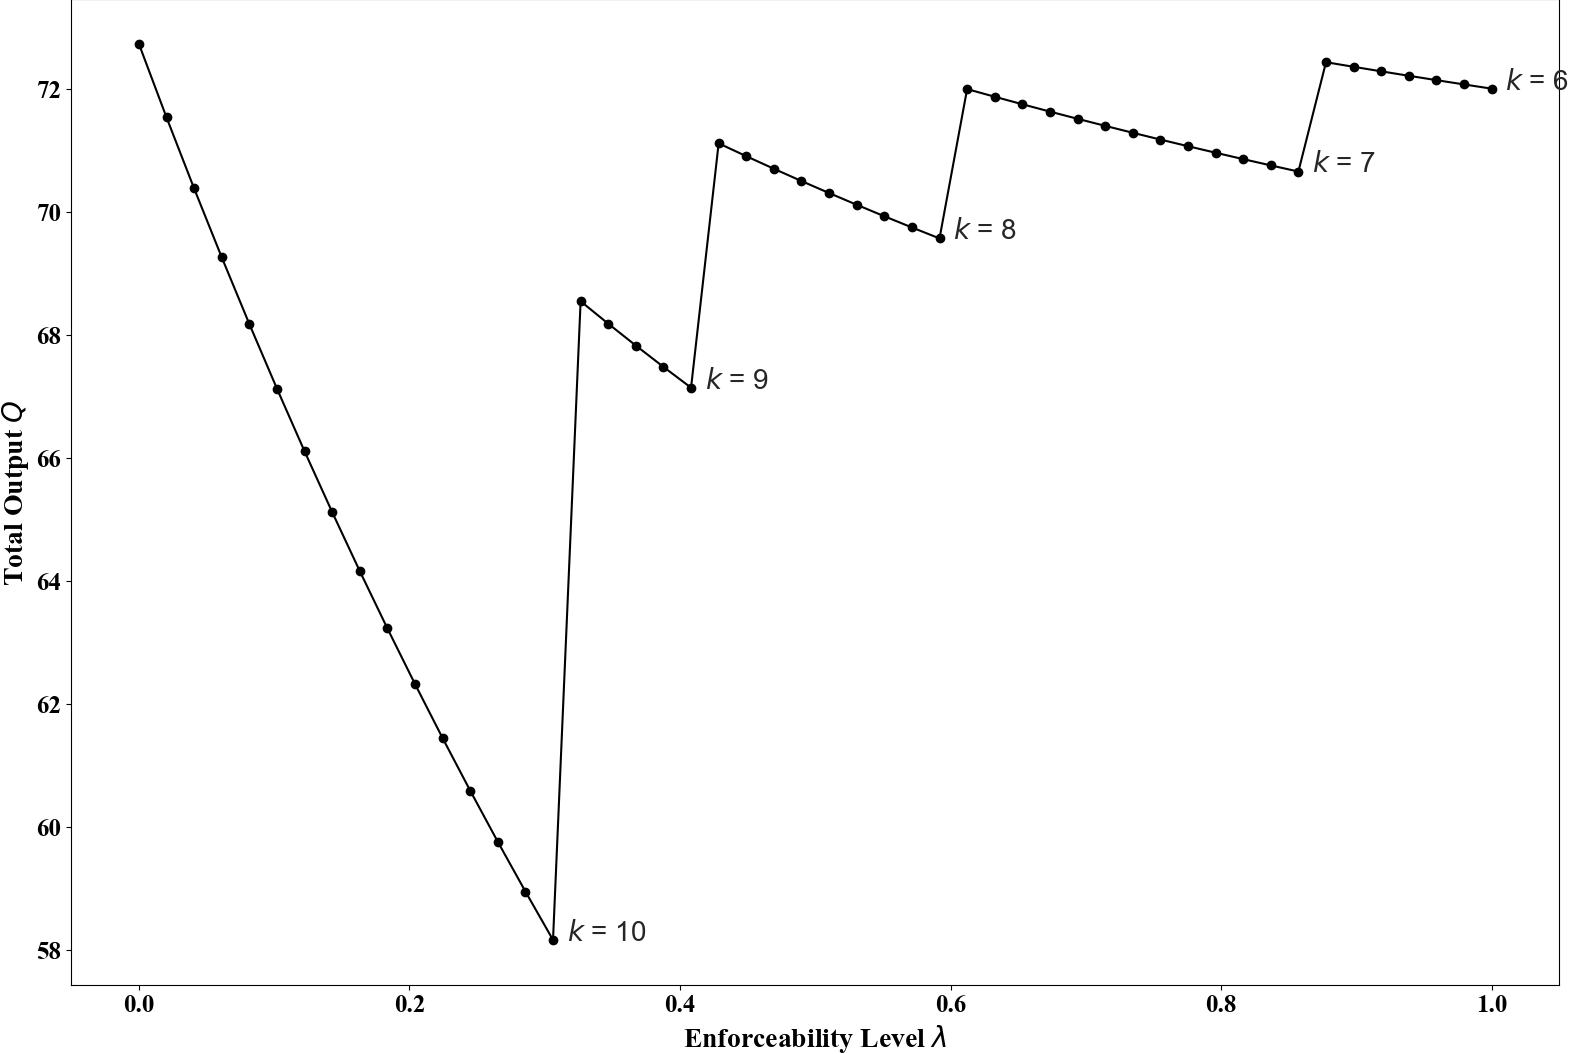 72
70
68
66
64
62
60
58
Total Output Q
k = 6
k = 7
k = 8
k = 9
k = 10
0.0 0.2 0.4 0.6 0.8 1.0
Enforceability Level λ